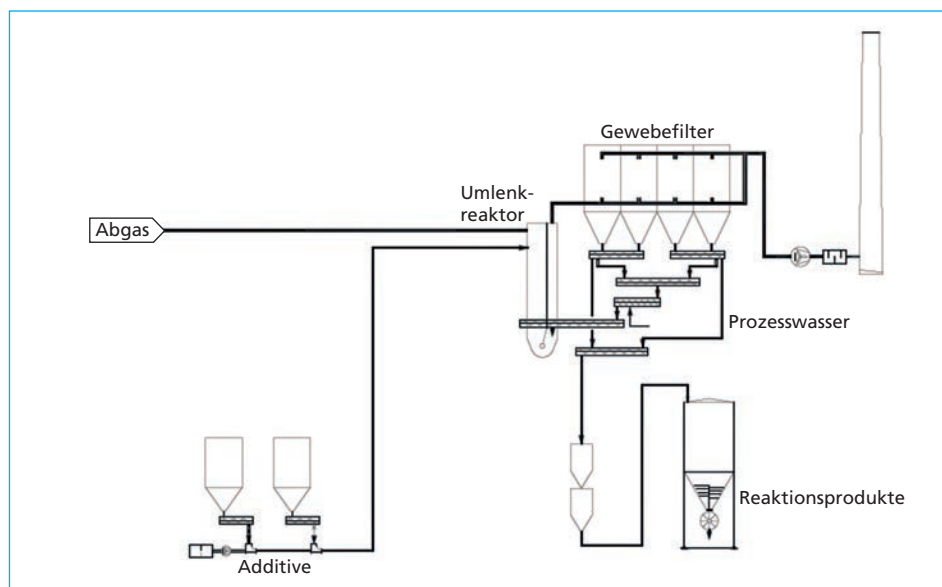 Gewebefilter
Umlenk-
reaktor
Abgas
Prozesswasser
Reaktionsprodukte
Additive